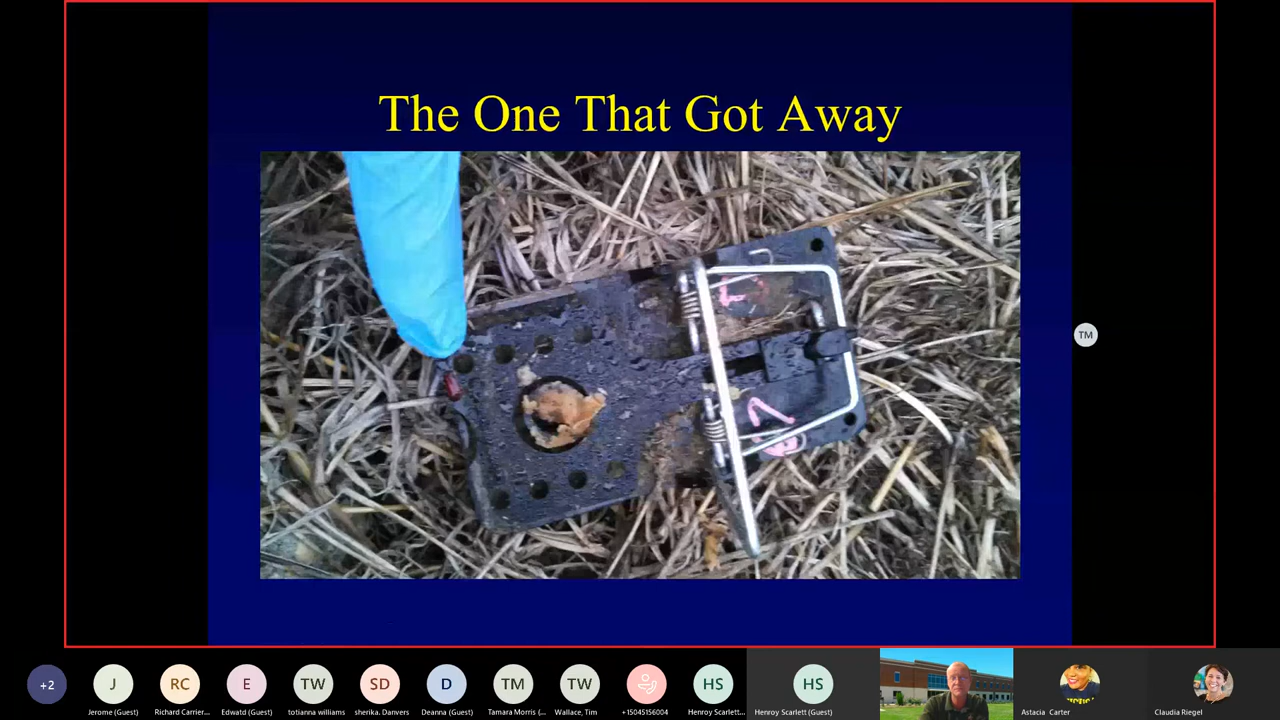 The One That Got Away
TM
+2
J
RC
E
TW
SD
D
TM
TW
HS
HS
Jerome (Guest)
Richard Carrier...
Edwatd (Guest)
totianna williams
sherika. Danvers
Deanna (Guest)
Tamara Morris (...
Wallace, Tim
+15045156004
Henroy Scarlett...
Henroy Scarlett (Guest)
Astacia Carter
Claudia Riegel